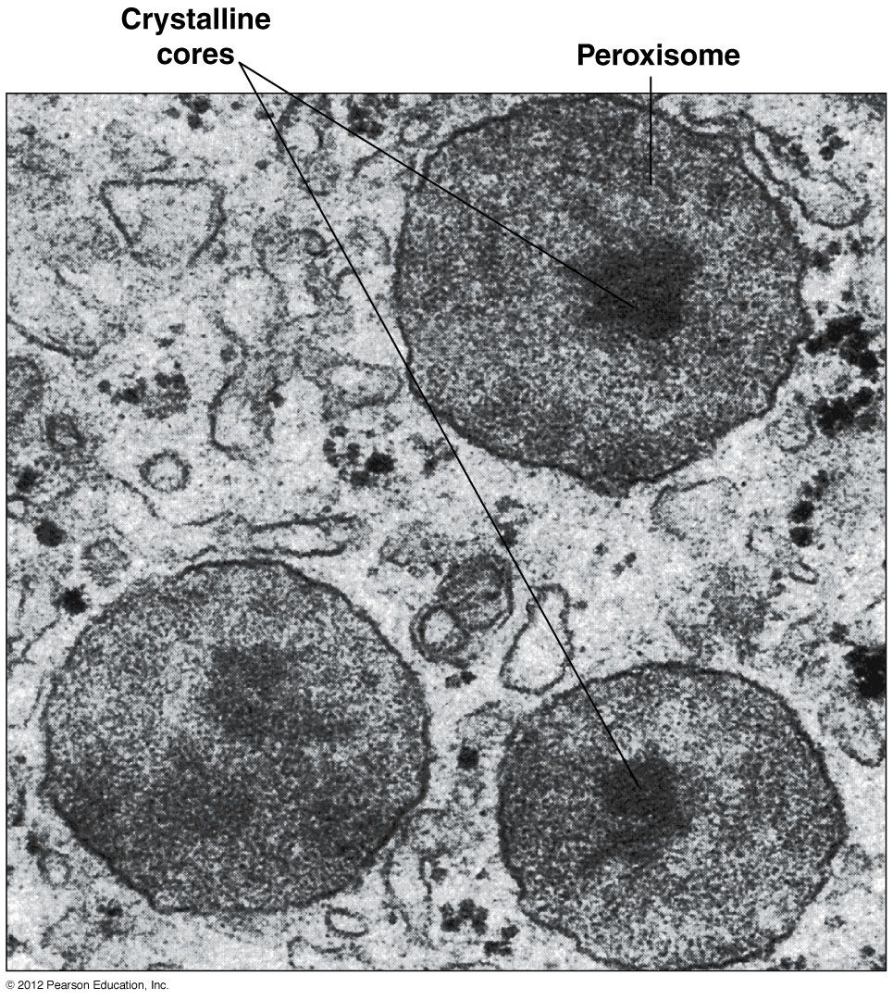 Crystalline
cores
Peroxisome
© 2012 Pearson Education, Inc.